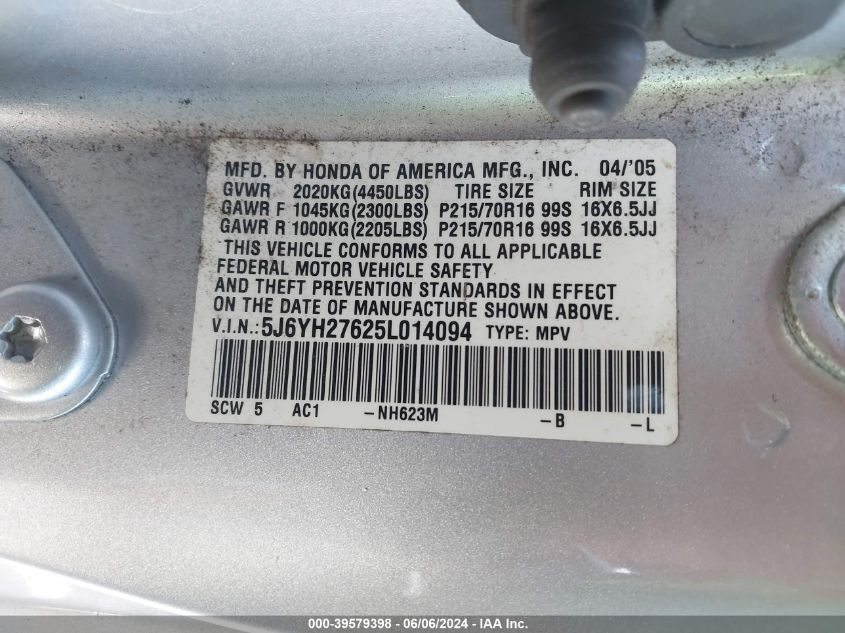 MFD. BY HONDA OF AMERICA MFG., INC. 04/'05
GVWR 2020KG(4450LBS) TIRE SIZE RIM SIZE
GAWR F 1045KG(2300LBS) P215/70R16 99S 16X6.5JJ
GAWR R 1000KG(2205LBS) P215/70R16 99S 16X6.5JJ
THIS VEHICLE CONFORMS TO ALL APPLICABLE
FEDERAL MOTOR VEHICLE SAFETY
AND THEFT PREVENTION STANDARDS IN EFFECT
ON THE DATE OF MANUFACTURE SHOWN ABOVE.
V.I.N.:5J6YH27625L014094 TYPE: MPV
SCW 5 AC1 -NH623M -B -L
000-39579398 - 06/06/2024 - IAA Inc.